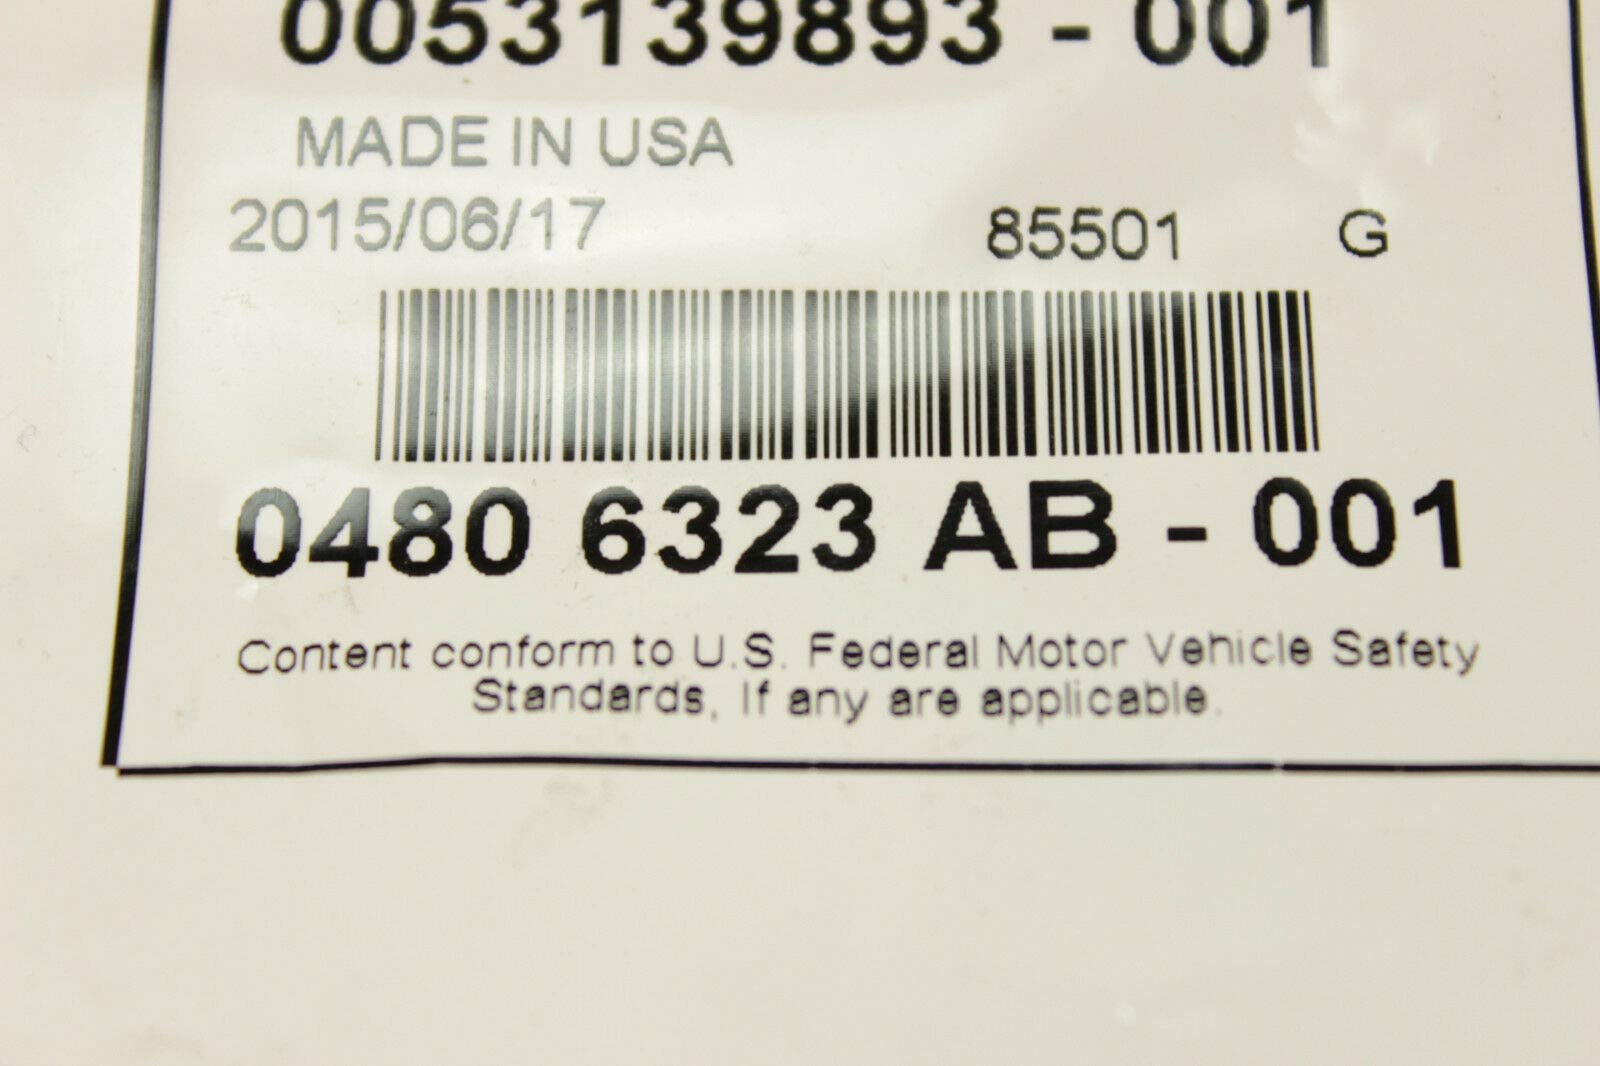 0053139893 - 001
MADE IN USA
2015/06/17 85501 G
0480 6323 AB - 001
Content conform to U.S. Federal Motor Vehicle Safety
Standards, If any are applicable.